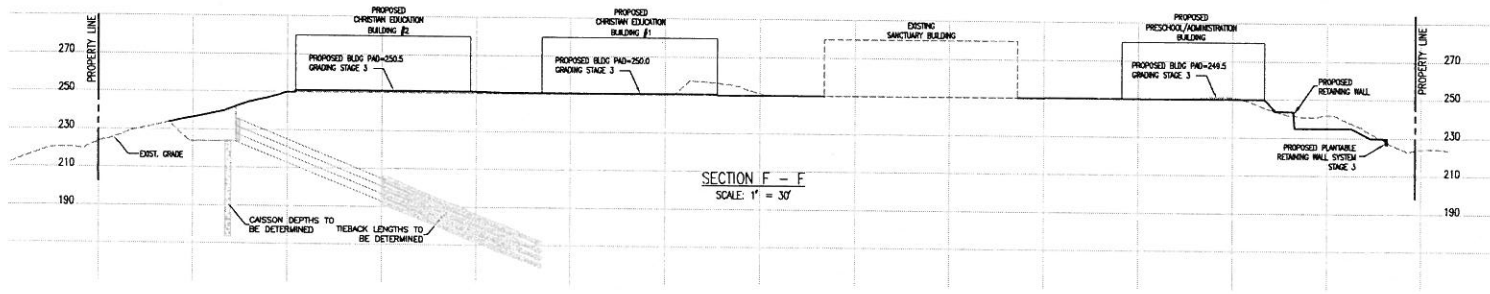 PROPOSED
CHRISTIAN EDUCATION
BUILDING #2
PROPOSED
CHRISTIAN EDUCATION
BUILDING #1
EXISTING
SANCTUARY BUILDING
PROPOSED
PRESCHOOL/ADMINISTRATION
BUILDING
PROPERTY LINE
PROPERTY LINE
270
250
230
210
190
PROPOSED BLDG PAD=250.5
GRADING STAGE 3
PROPOSED BLDG PAD=250.0
GRADING STAGE 3
PROPOSED BLDG PAD=249.5
GRADING STAGE 3
PROPOSED
RETAINING WALL
270
250
230
210
190
EXIST. GRADE
PROPOSED PLANTABLE
RETAINING WALL SYSTEM
STAGE 3
SECTION F - F
SCALE: 1" = 30'
CAISSON DEPTHS TO
BE DETERMINED
TIEBACK LENGTHS TO
BE DETERMINED